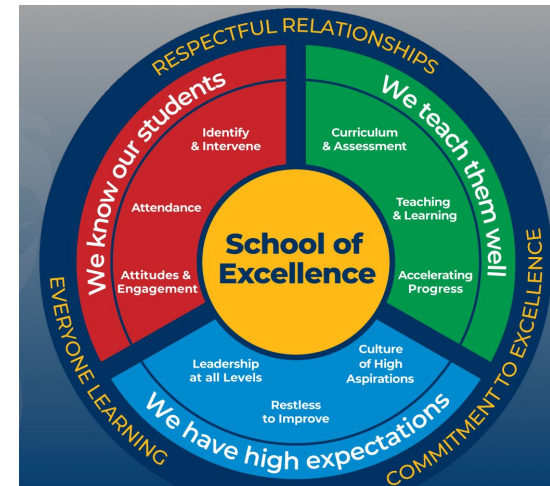 RESPECTFUL RELATIONSHIPS
We know our students
Identify
& Intervene
Attendance
Attitudes &
Engagement
We teach them well
Curriculum
& Assessment
Teaching
& Learning
Accelerating
Progress
School of
Excellence
Leadership
at all Levels
Restless
to Improve
Culture
of High
Aspirations
We have high expectations
EVERYONE LEARNING
COMMITMENT TO EXCELLENCE